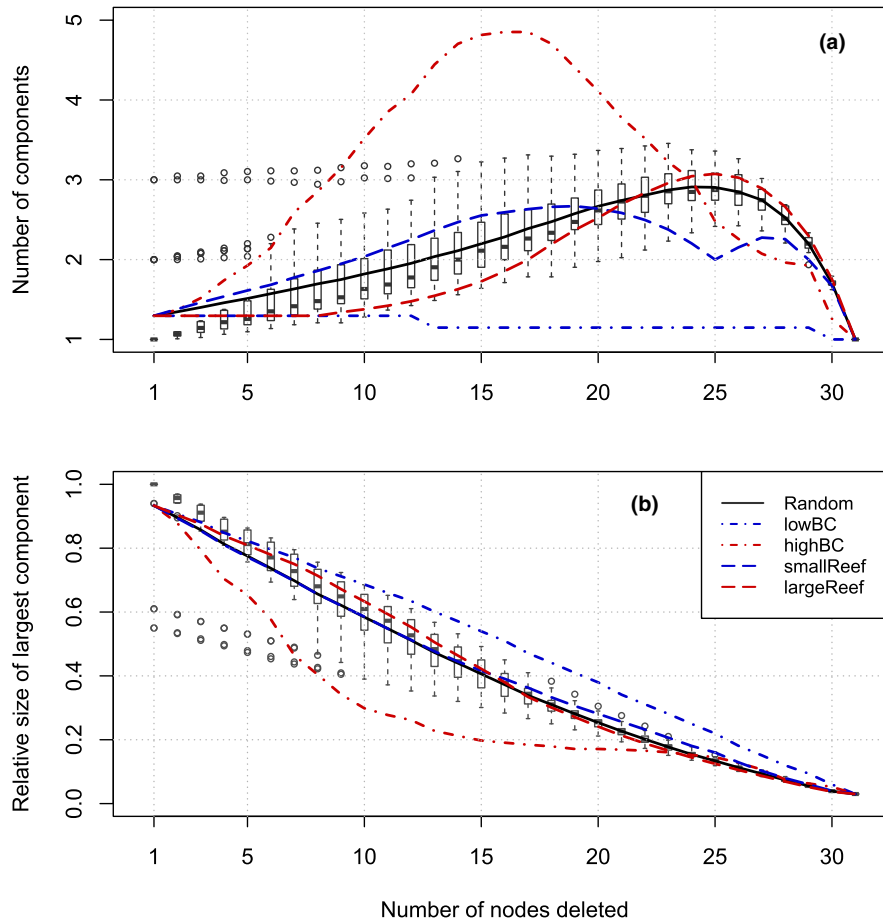 (a)
Number of components
5
4
3
2
1
1 5 10 15 20 25 30
(b)
Relative size of largest component
1.0
0.8
0.6
0.4
0.2
0.0
Random
lowBC
highBC
smallReef
largeReef
1 5 10 15 20 25 30
Number of nodes deleted